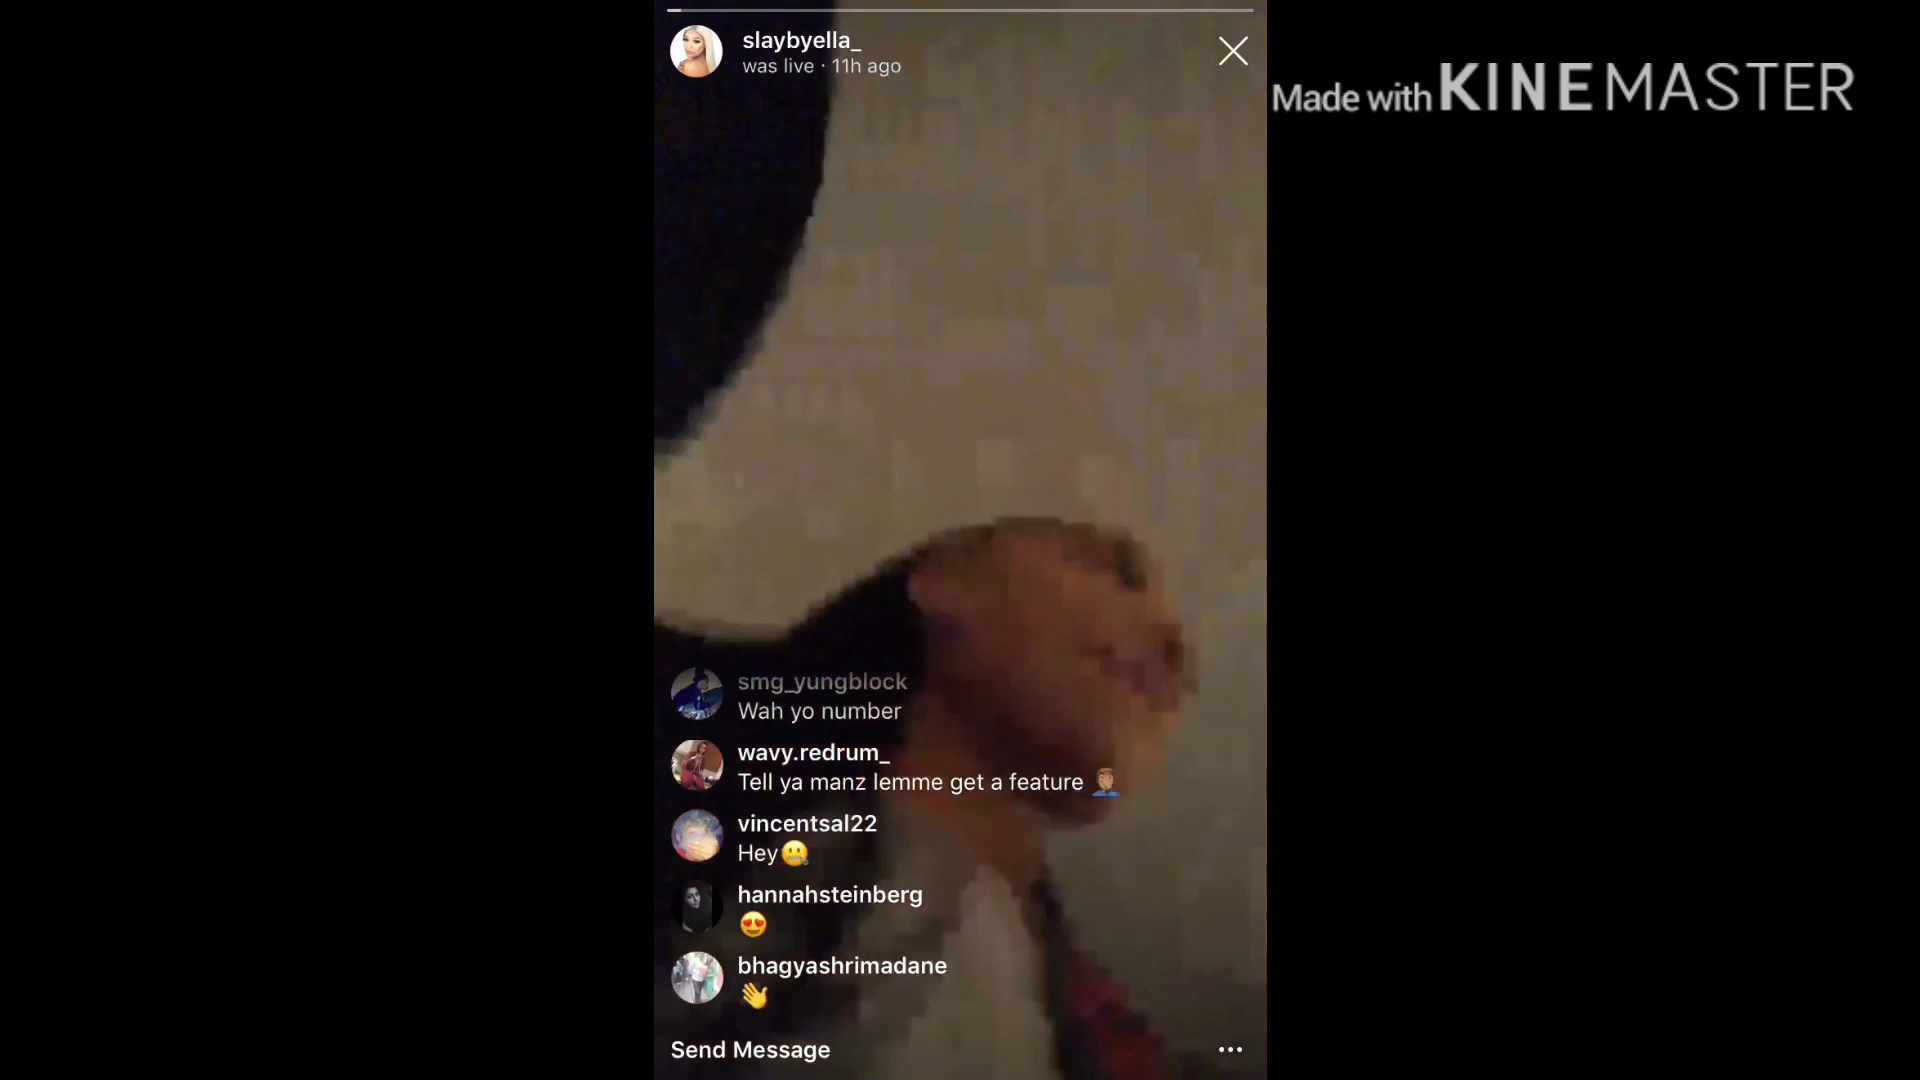 slaybyella_
was live · 11h ago
Made with KINEMASTER
smg_yungblock
Wah yo number
wavy.redrum_
Tell ya manz lemme get a feature 🤦🏽‍♂️
vincentsal22
Hey🤐
hannahsteinberg
😍
bhagyashrimadane
👋
Send Message